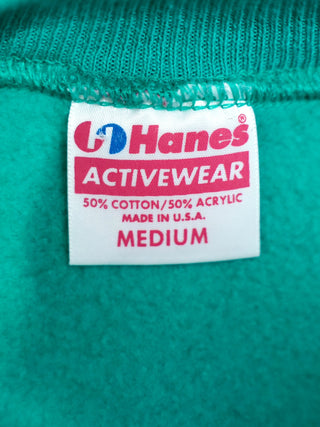 Hanes®
ACTIVEWEAR
50% COTTON/50% ACRYLIC
MADE IN U.S.A.
MEDIUM